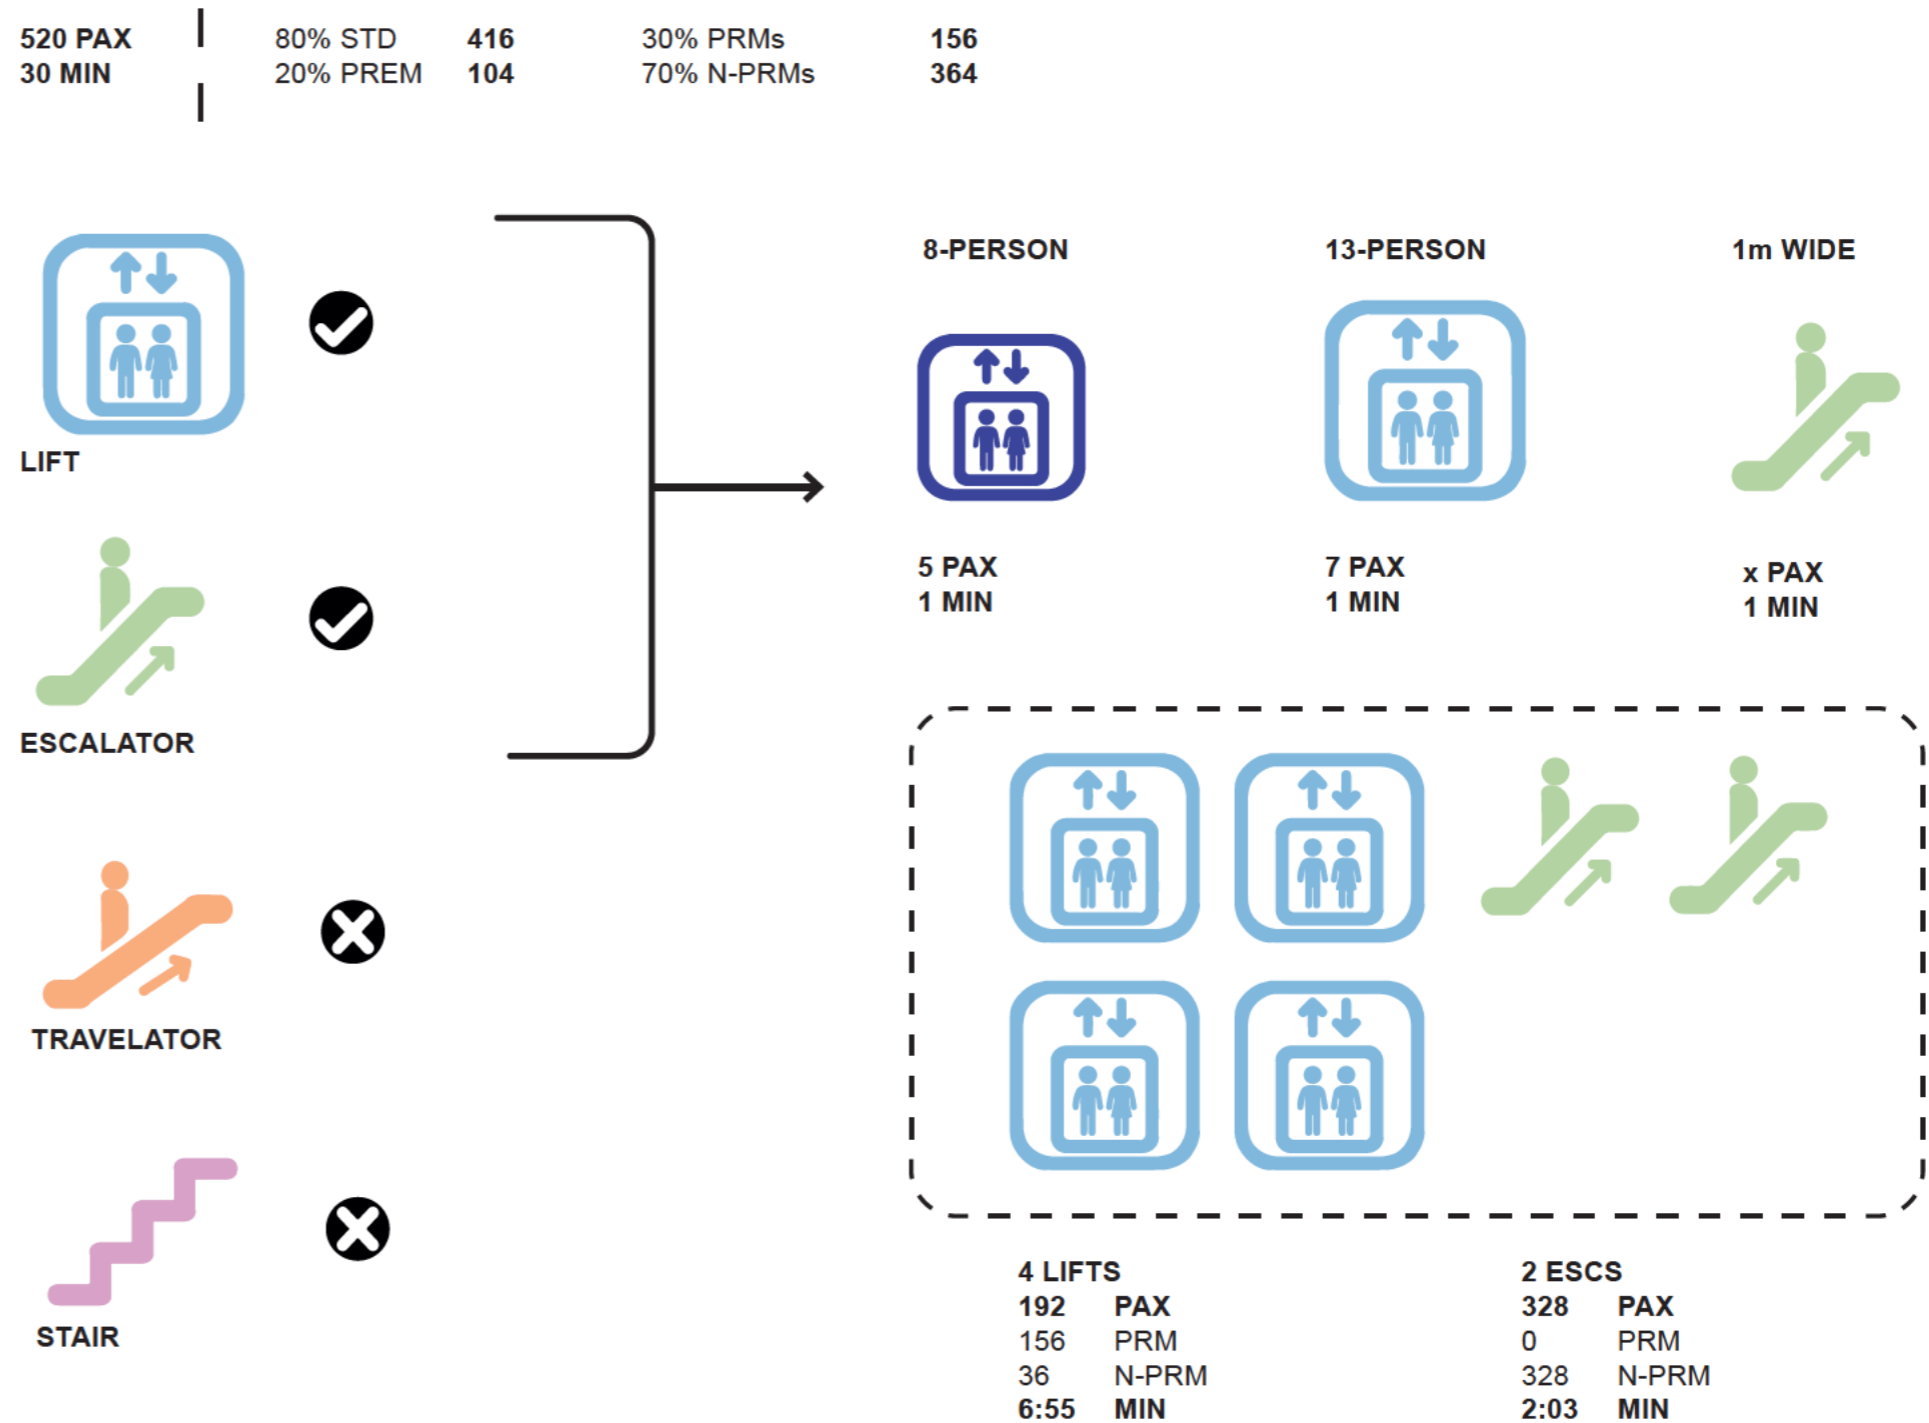 520 PAX
30 MIN
80% STD 416
20% PREM 104
30% PRMs 156
70% N-PRMs 364
LIFT
ESCALATOR
TRAVELATOR
STAIR
8-PERSON
5 PAX
1 MIN
13-PERSON
7 PAX
1 MIN
1m WIDE
x PAX
1 MIN
4 LIFTS
192 PAX
156 PRM
36 N-PRM
6:55 MIN
2 ESCS
328 PAX
0 PRM
328 N-PRM
2:03 MIN